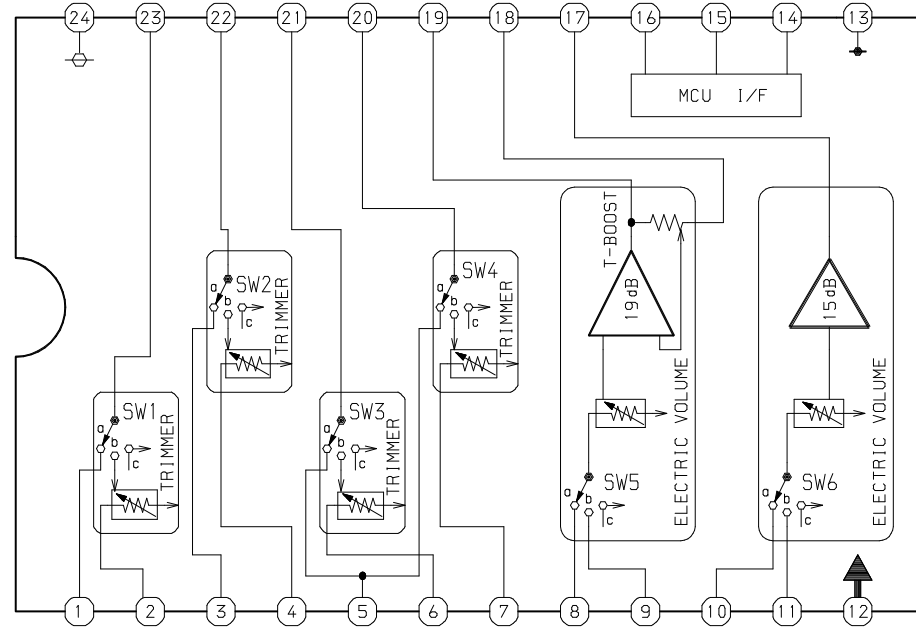 24 23 22 21 20 19 18 17 16 15 14 13
MCU I/F
T-BOOST
19dB
15dB
a SW2
b
c
TRIMMER
a SW4
b
c
TRIMMER
a SW1
b
c
TRIMMER
a SW3
b
c
TRIMMER
ELECTRIC VOLUME
SW5
a
b
c
ELECTRIC VOLUME
SW6
a
b
c
1 2 3 4 5 6 7 8 9 10 11 12